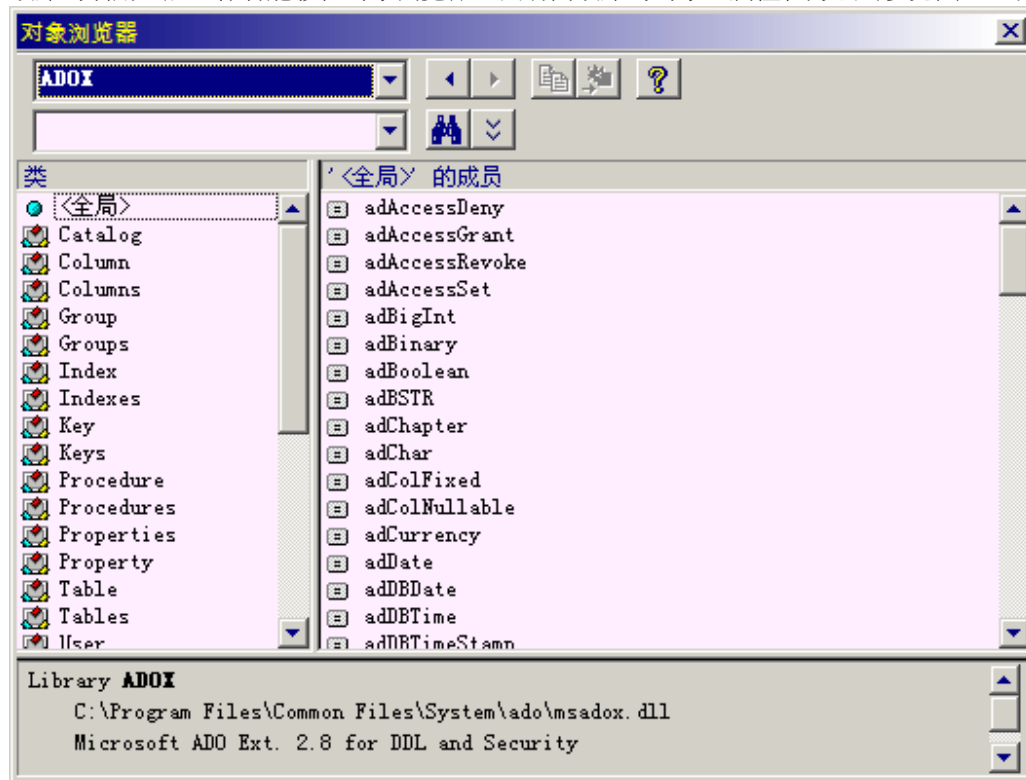 对象浏览器
ADOX
类
'<全局>' 的成员
<全局>
Catalog
Column
Columns
Group
Groups
Index
Indexes
Key
Keys
Procedure
Procedures
Properties
Property
Table
Tables
User
adAccessDeny
adAccessGrant
adAccessRevoke
adAccessSet
adBigInt
adBinary
adBoolean
adBSTR
adChapter
adChar
adColFixed
adColNullable
adCurrency
adDate
adDBDate
adDBTime
adDBTimeStamp
Library ADOX
C:\Program Files\Common Files\System\ado\msadox.dll
Microsoft ADO Ext. 2.8 for DDL and Security